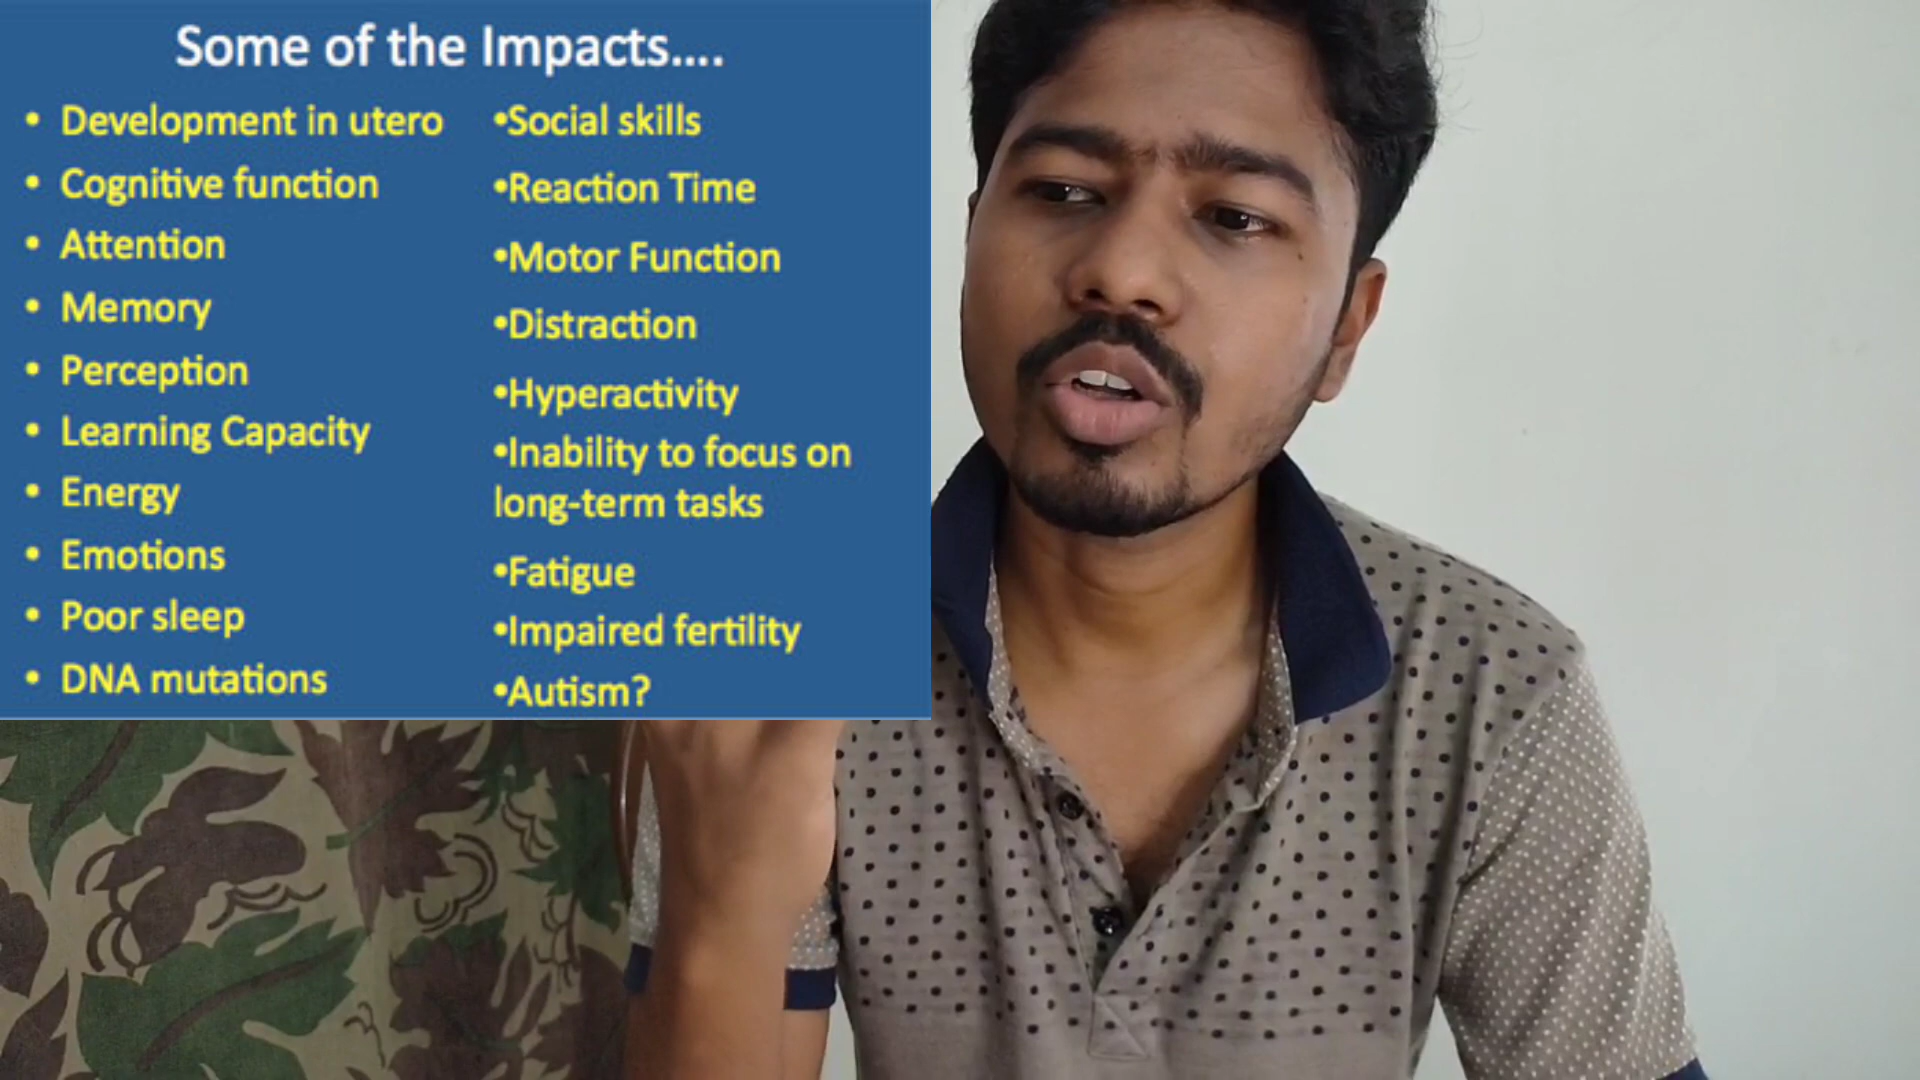 Some of the Impacts....
• Development in utero
• Cognitive function
• Attention
• Memory
• Perception
• Learning Capacity
• Energy
• Emotions
• Poor sleep
• DNA mutations
•Social skills
•Reaction Time
•Motor Function
•Distraction
•Hyperactivity
•Inability to focus on
long-term tasks
•Fatigue
•Impaired fertility
•Autism?